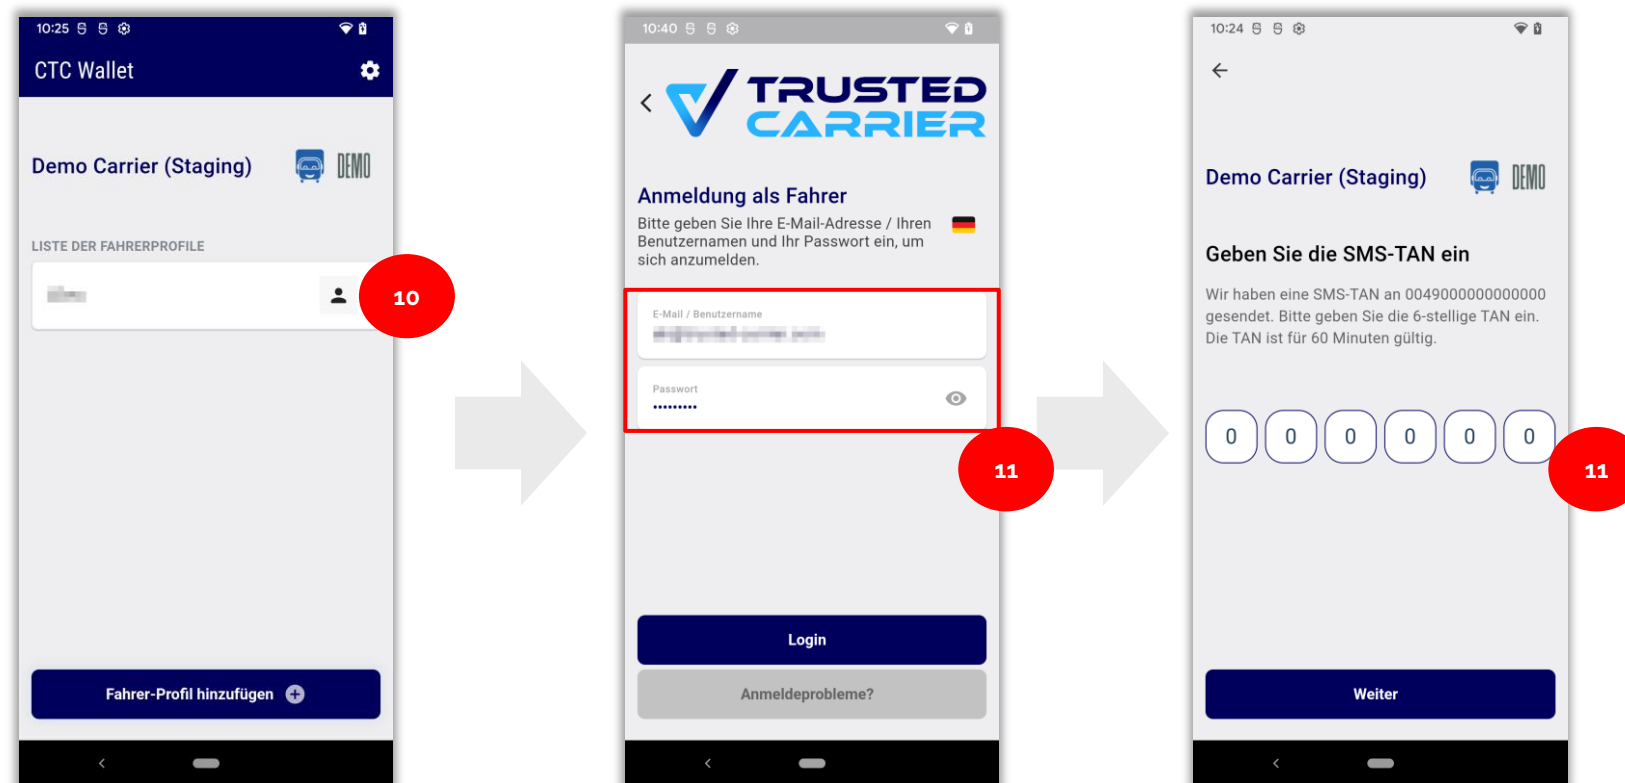 10:25
CTC Wallet
Demo Carrier (Staging)
DEMO
LISTE DER FAHRERPROFILE
10
Fahrer-Profil hinzufügen
10:40
TRUSTED
CARRIER
Anmeldung als Fahrer
Bitte geben Sie Ihre E-Mail-Adresse / Ihren
Benutzernamen und Ihr Passwort ein, um
sich anzumelden.
E-Mail / Benutzername
Passwort
•••••••••
11
Login
Anmeldeprobleme?
10:24
Demo Carrier (Staging)
DEMO
Geben Sie die SMS-TAN ein
Wir haben eine SMS-TAN an 0049000000000000
gesendet. Bitte geben Sie die 6-stellige TAN ein.
Die TAN ist für 60 Minuten gültig.
0 0 0 0 0 0
11
Weiter